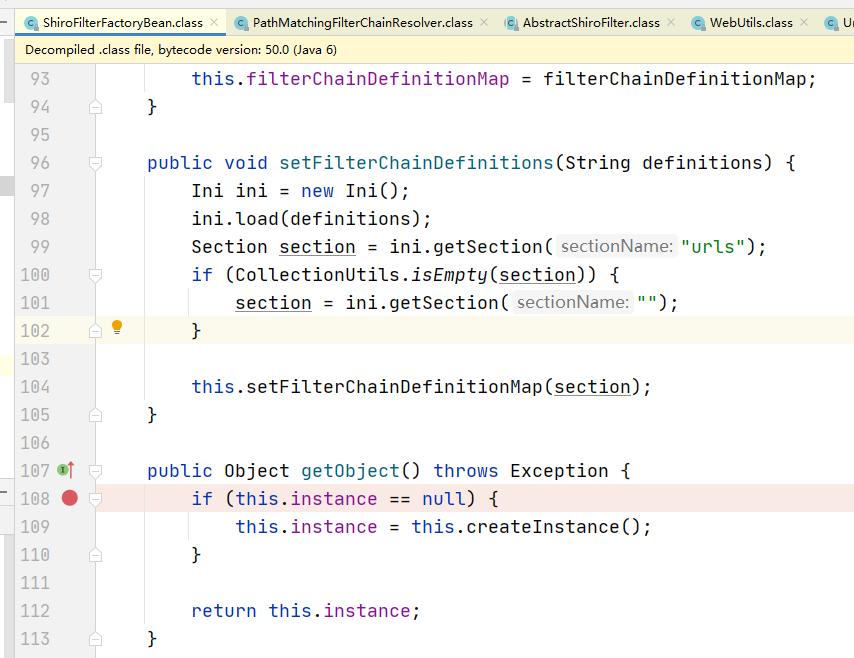 ShiroFilterFactoryBean.class PathMatchingFilterChainResolver.class AbstractShiroFilter.class WebUtils.class
Decompiled .class file, bytecode version: 50.0 (Java 6)
93 this.filterChainDefinitionMap = filterChainDefinitionMap;
94 }
95
96 public void setFilterChainDefinitions(String definitions) {
97 Ini ini = new Ini();
98 ini.load(definitions);
99 Section section = ini.getSection( sectionName: "urls");
100 if (CollectionUtils.isEmpty(section)) {
101 section = ini.getSection( sectionName: "");
102 }
103
104 this.setFilterChainDefinitionMap(section);
105 }
106
107 public Object getObject() throws Exception {
108 if (this.instance == null) {
109 this.instance = this.createInstance();
110 }
111
112 return this.instance;
113 }